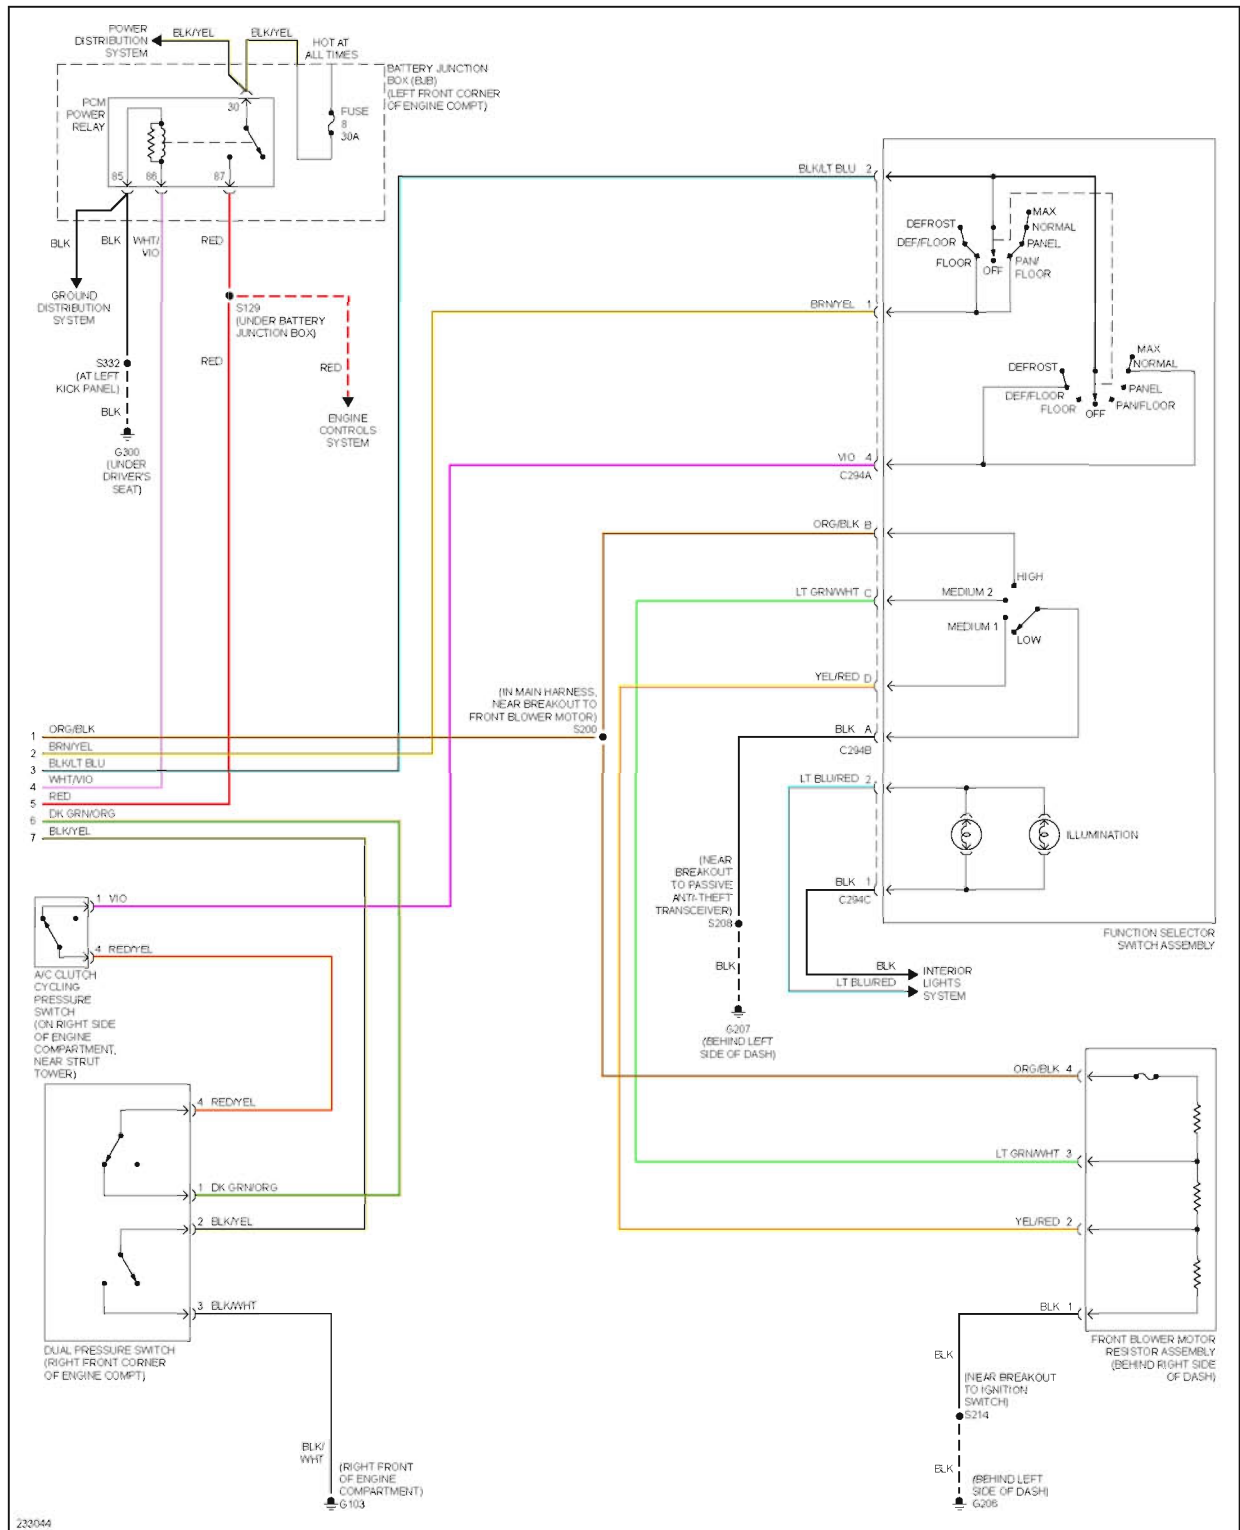 POWER
DISTRIBUTION
SYSTEM
BLK/YEL
BLK/YEL
HOT AT
ALL TIMES
BATTERY JUNCTION
BOX (BJB)
(LEFT FRONT CORNER
OF ENGINE COMPT)
PCM
POWER
RELAY
30
FUSE
8
30A
85
86
87
BLK
BLK
WHT/
VIO
RED
GROUND
DISTRIBUTION
SYSTEM
S129
(UNDER BATTERY
JUNCTION BOX)
S332
(AT LEFT
KICK PANEL)
BLK
RED
RED
ENGINE
CONTROLS
SYSTEM
G300
(UNDER
DRIVER'S
SEAT)
BLK/LT BLU 2
DEFROST
DEF/FLOOR
FLOOR
OFF
MAX
NORMAL
PANEL
PAN/
FLOOR
BRN/YEL 1
DEFROST
DEF/FLOOR
FLOOR
OFF
MAX
NORMAL
PANEL
PAN/FLOOR
VIO 4
C294A
ORG/BLK B
HIGH
LT GRN/WHT C
MEDIUM 2
MEDIUM 1
LOW
YEL/RED D
(IN MAIN HARNESS,
NEAR BREAKOUT TO
FRONT BLOWER MOTOR)
S200
BLK A
C294B
1 ORG/BLK
2 BRN/YEL
3 BLK/LT BLU
4 WHT/VIO
5 RED
6 DK GRN/ORG
7 BLK/YEL
LT BLU/RED 2
ILLUMINATION
(NEAR
BREAKOUT
TO PASSIVE
ANTI-THEFT
TRANSCEIVER)
S208
BLK 1
C294C
FUNCTION SELECTOR
SWITCH ASSEMBLY
BLK
BLK
LT BLU/RED
INTERIOR
LIGHTS
SYSTEM
G207
(BEHIND LEFT
SIDE OF DASH)
1 VIO
4 RED/YEL
A/C CLUTCH
CYCLING
PRESSURE
SWITCH
(ON RIGHT SIDE
OF ENGINE
COMPARTMENT,
NEAR STRUT
TOWER)
4 RED/YEL
1 DK GRN/ORG
2 BLK/YEL
3 BLK/WHT
DUAL PRESSURE SWITCH
(RIGHT FRONT CORNER
OF ENGINE COMPT)
ORG/BLK 4
LT GRN/WHT 3
YEL/RED 2
BLK 1
FRONT BLOWER MOTOR
RESISTOR ASSEMBLY
(BEHIND RIGHT SIDE
OF DASH)
BLK
(NEAR BREAKOUT
TO IGNITION
SWITCH)
S214
BLK
(BEHIND LEFT
SIDE OF DASH)
G206
BLK/
WHT
(RIGHT FRONT
OF ENGINE
COMPARTMENT)
G103
233044